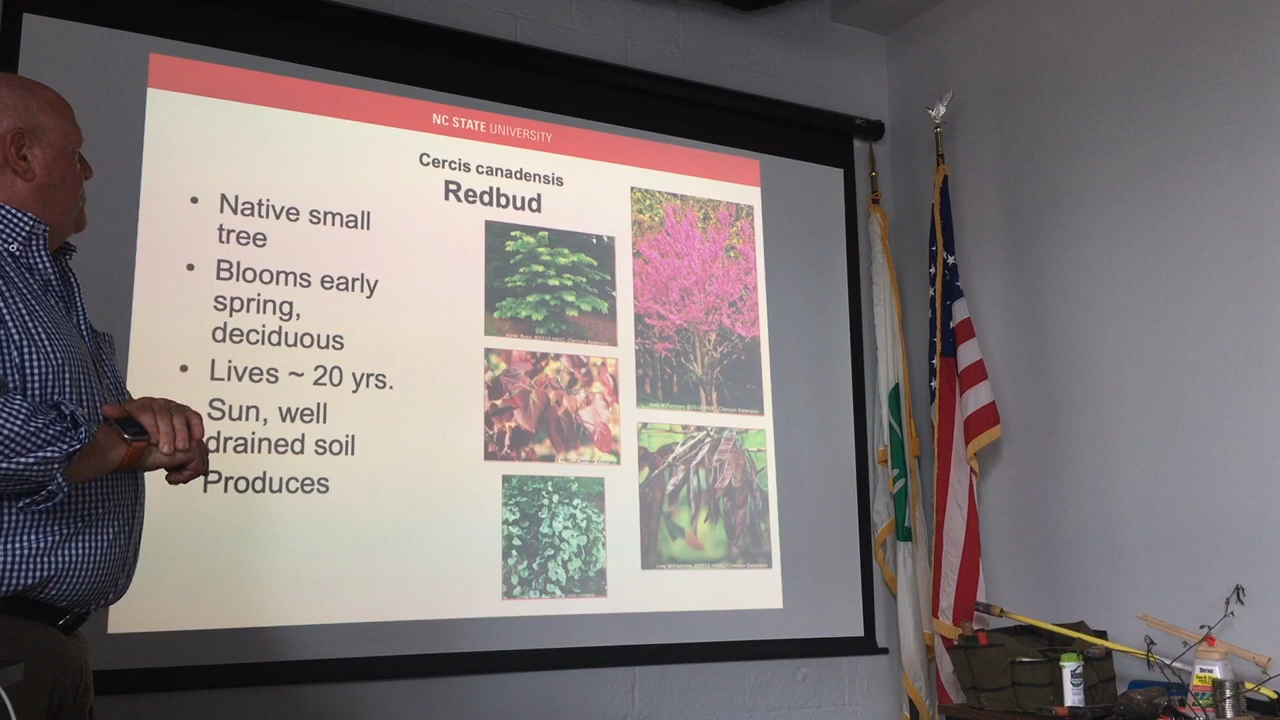 NC STATE UNIVERSITY
Cercis canadensis
Redbud
• Native small
tree
• Blooms early
spring,
deciduous
• Lives ~ 20 yrs.
Sun, well
drained soil
Produces